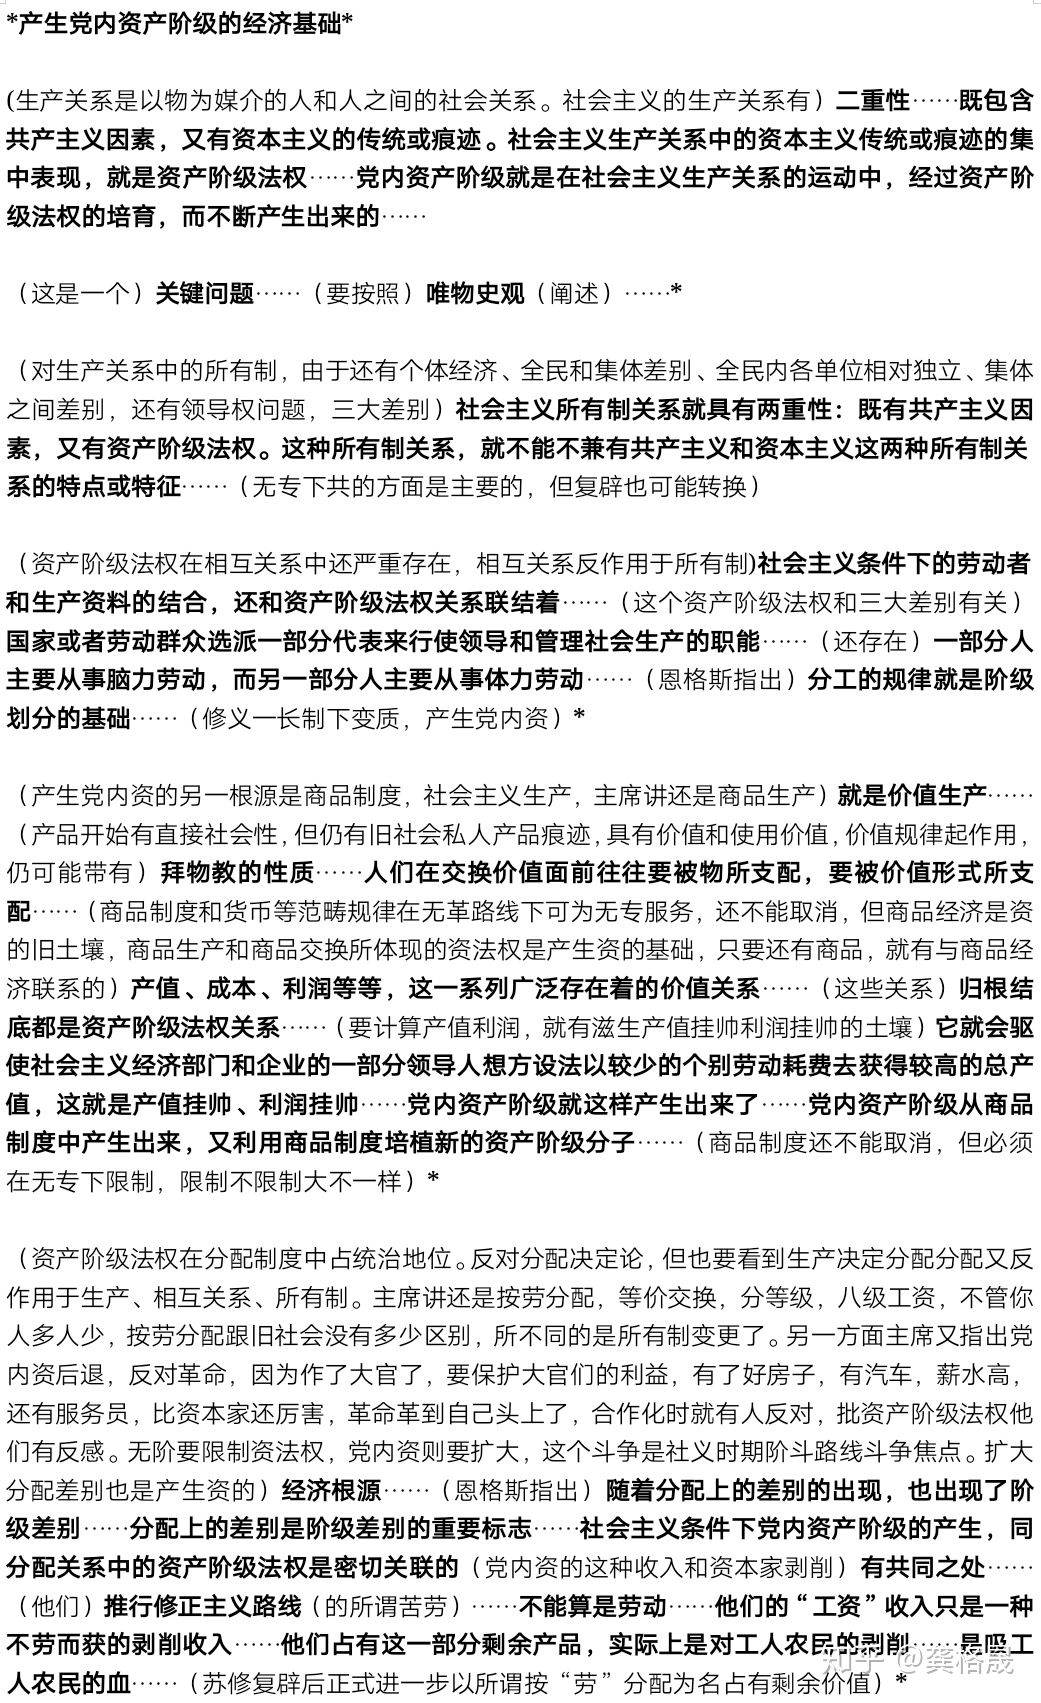 *产生党内资产阶级的经济基础*
(生产关系是以物为媒介的人和人之间的社会关系。社会主义的生产关系有）二重性……既包含
共产主义因素，又有资本主义的传统或痕迹。社会主义生产关系中的资本主义传统或痕迹的集
中表现，就是资产阶级法权……党内资产阶级就是在社会主义生产关系的运动中，经过资产阶
级法权的培育，而不断产生出来的……
（这是一个）关键问题……（要按照）唯物史观（阐述）……*
（对生产关系中的所有制，由于还有个体经济、全民和集体差别、全民内各单位相对独立、集体
之间差别，还有领导权问题，三大差别）社会主义所有制关系就具有两重性：既有共产主义因
素，又有资产阶级法权。这种所有制关系，就不能不兼有共产主义和资本主义这两种所有制关
系的特点或特征……（无专下共的方面是主要的，但复辟也可能转换）
（资产阶级法权在相互关系中还严重存在，相互关系反作用于所有制)社会主义条件下的劳动者
和生产资料的结合，还和资产阶级法权关系联结着……（这个资产阶级法权和三大差别有关）
国家或者劳动群众选派一部分代表来行使领导和管理社会生产的职能……（还存在）一部分人
主要从事脑力劳动，而另一部分人主要从事体力劳动……（恩格斯指出）分工的规律就是阶级
划分的基础……（修义一长制下变质，产生党内资）*
（产生党内资的另一根源是商品制度，社会主义生产，主席讲还是商品生产）就是价值生产……
（产品开始有直接社会性，但仍有旧社会私人产品痕迹，具有价值和使用价值，价值规律起作用，
仍可能带有）拜物教的性质……人们在交换价值面前往往要被物所支配，要被价值形式所支
配……（商品制度和货币等范畴规律在无革路线下可为无专服务，还不能取消，但商品经济是资
的旧土壤，商品生产和商品交换所体现的资法权是产生资的基础，只要还有商品，就有与商品经
济联系的）产值、成本、利润等等，这一系列广泛存在着的价值关系……（这些关系）归根结
底都是资产阶级法权关系……（要计算产值利润，就有滋生产值挂帅利润挂帅的土壤）它就会驱
使社会主义经济部门和企业的一部分领导人想方设法以较少的个别劳动耗费去获得较高的总产
值，这就是产值挂帅、利润挂帅……党内资产阶级就这样产生出来了……党内资产阶级从商品
制度中产生出来，又利用商品制度培植新的资产阶级分子……（商品制度还不能取消，但必须
在无专下限制，限制不限制大不一样）*
（资产阶级法权在分配制度中占统治地位。反对分配决定论，但也要看到生产决定分配分配又反
作用于生产、相互关系、所有制。主席讲还是按劳分配，等价交换，分等级，八级工资，不管你
人多人少，按劳分配跟旧社会没有多少区别，所不同的是所有制变更了。另一方面主席又指出党
内资后退，反对革命，因为作了大官了，要保护大官们的利益，有了好房子，有汽车，薪水高，
还有服务员，比资本家还厉害，革命革到自己头上了，合作化时就有人反对，批资产阶级法权他
们有反感。无阶要限制资法权，党内资则要扩大，这个斗争是社义时期阶斗路线斗争焦点。扩大
分配差别也是产生资的）经济根源……（恩格斯指出）随着分配上的差别的出现，也出现了阶
级差别……分配上的差别是阶级差别的重要标志……社会主义条件下党内资产阶级的产生，同
分配关系中的资产阶级法权是密切关联的（党内资的这种收入和资本家剥削）有共同之处……
（他们）推行修正主义路线（的所谓苦劳）……不能算是劳动……他们的“工资”收入只是一种
不劳而获的剥削收入……他们占有这一部分剩余产品，实际上是对工人农民的剥削……是吸工
人农民的血……（苏修复辟后正式进一步以所谓按“劳”分配为名占有剩余价值）*
知乎 @龚格晟